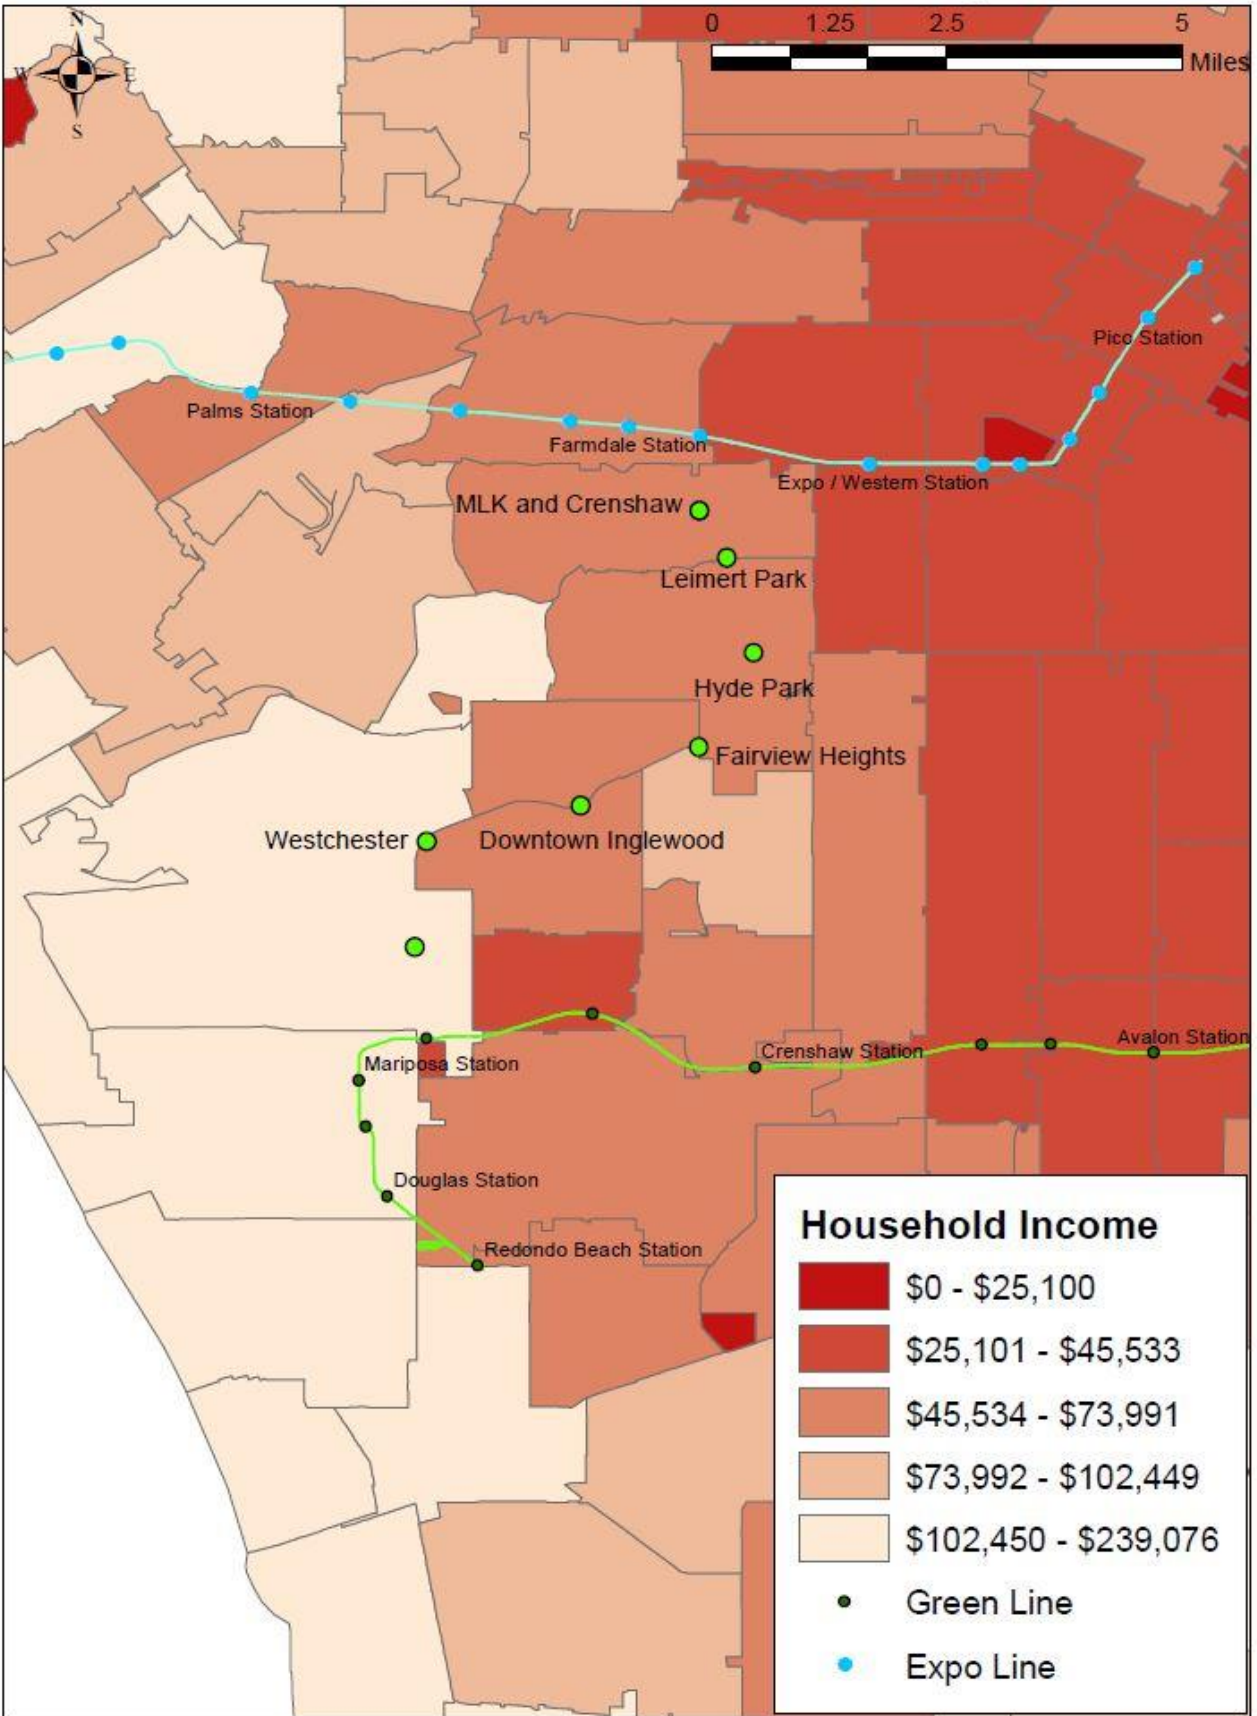 N
0 1.25 2.5 5
W E
Miles
S
Pico Station
Palms Station
Farmdale Station
Expo / Western Station
MLK and Crenshaw
Leimert Park
Hyde Park
Fairview Heights
Westchester
Downtown Inglewood
Avalon Station
Crenshaw Station
Mariposa Station
Douglas Station
Redondo Beach Station
Household Income
$0 - $25,100
$25,101 - $45,533
$45,534 - $73,991
$73,992 - $102,449
$102,450 - $239,076
Green Line
Expo Line